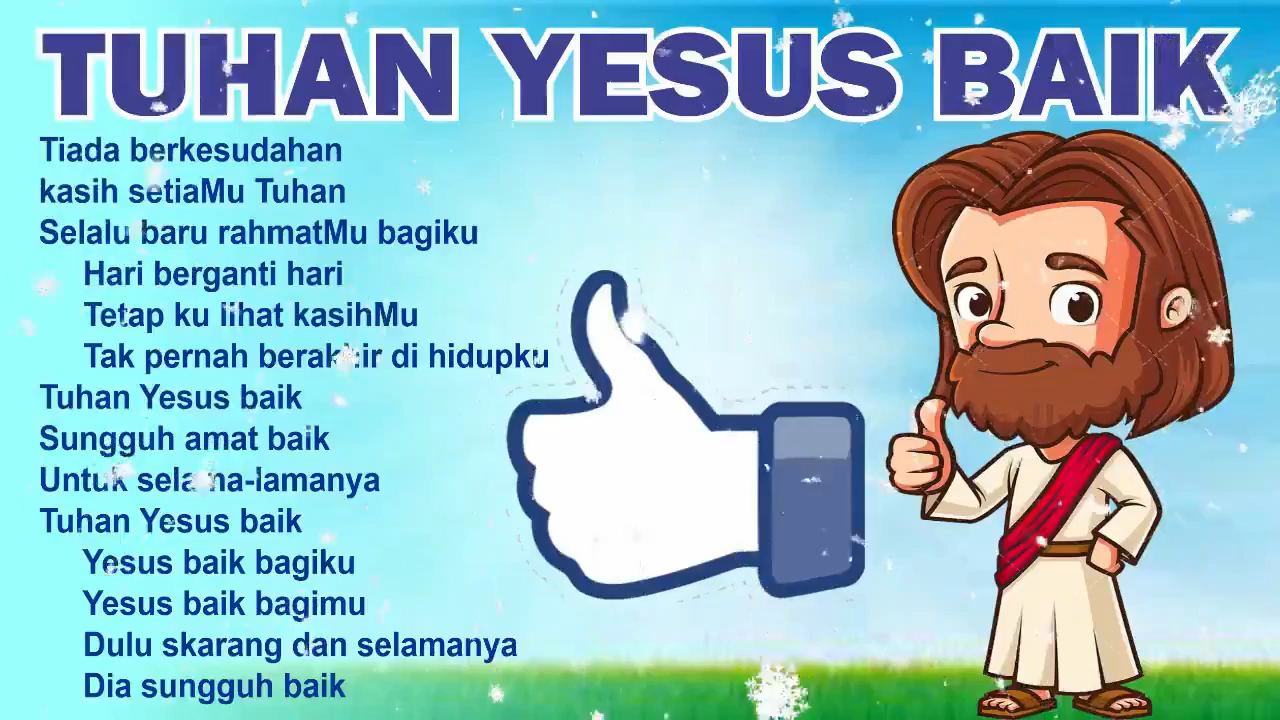 TUHAN YESUS BAIK
Tiada berkesudahan
kasih setiaMu Tuhan
Selalu baru rahmatMu bagiku
Hari berganti hari
Tetap ku lihat kasihMu
Tak pernah berakhir di hidupku
Tuhan Yesus baik
Sungguh amat baik
Untuk selama-lamanya
Tuhan Yesus baik
Yesus baik bagiku
Yesus baik bagimu
Dulu skarang dan selamanya
Dia sungguh baik